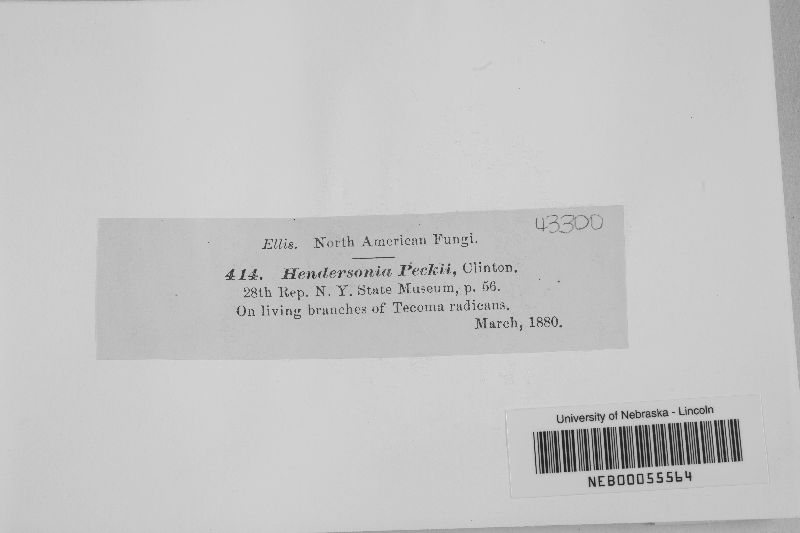 43300
Ellis. North American Fungi.
414. Hendersonia Peckii, Clinton.
28th Rep. N. Y. State Museum, p. 56.
On living branches of Tecoma radicans.
March, 1880.
University of Nebraska - Lincoln
NEB00055564